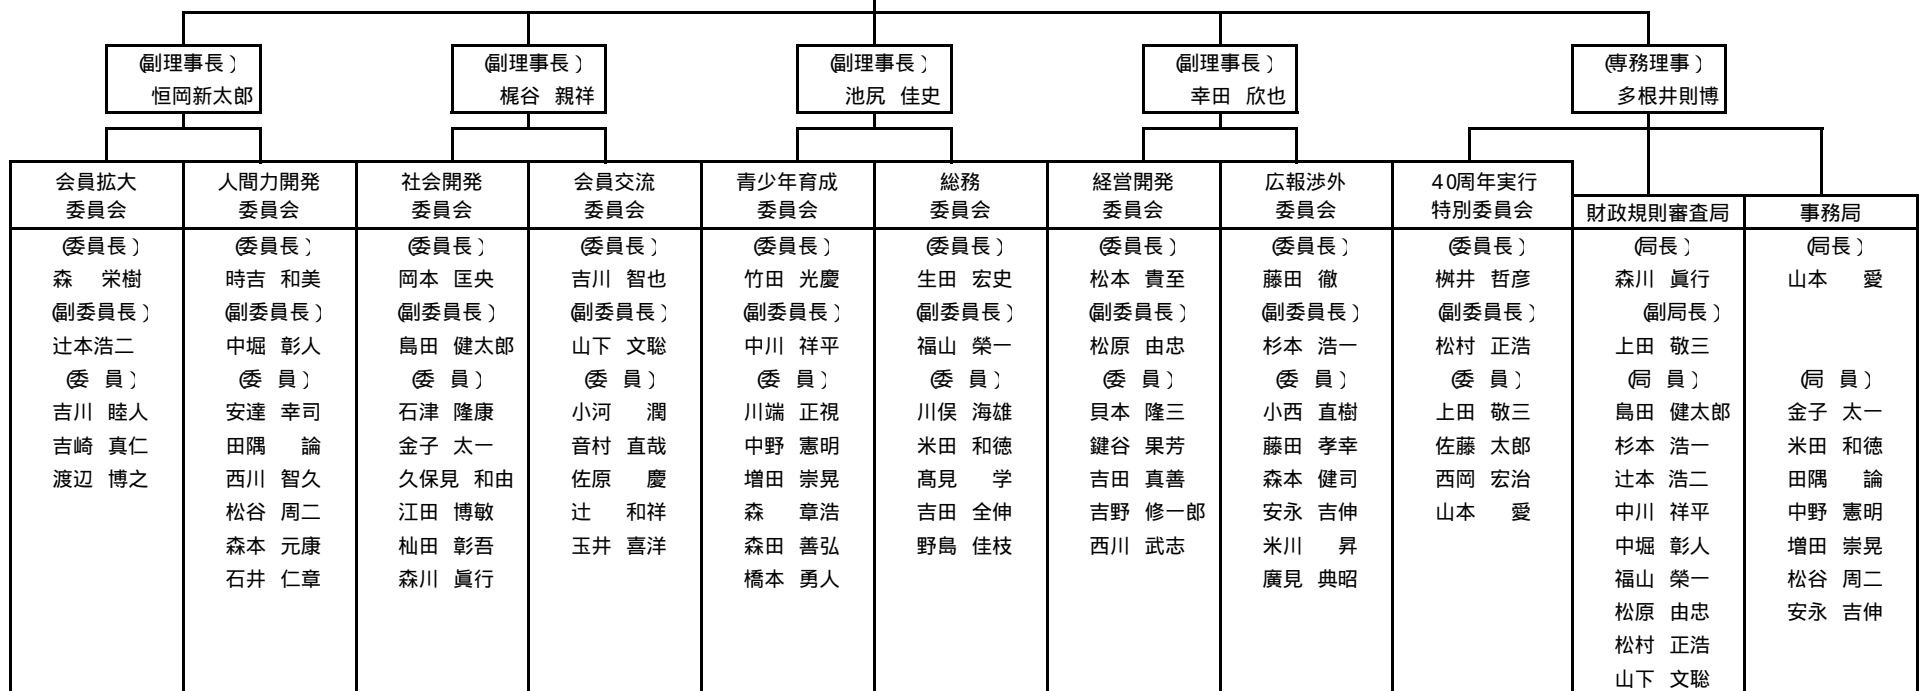 (副理事長)
恒岡新太郎
(副理事長)
梶谷 親祥
(副理事長)
池尻 佳史
(副理事長)
幸田 欣也
(専務理事)
多根井則博
会員拡大
委員会
(委員長)
森 栄樹
(副委員長)
辻本浩二
(委 員)
吉川 睦人
吉崎 真仁
渡辺 博之
人間力開発
委員会
(委員長)
時吉 和美
(副委員長)
中堀 彰人
(委 員)
安達 幸司
田隅 論
西川 智久
松谷 周二
森本 元康
石井 仁章
社会開発
委員会
(委員長)
岡本 匡央
(副委員長)
島田 健太郎
(委 員)
石津 隆康
金子 太一
久保見 和由
江田 博敏
杣田 彰吾
森川 眞行
会員交流
委員会
(委員長)
吉川 智也
(副委員長)
山下 文聡
(委 員)
小河 潤
音村 直哉
佐原 慶
辻 和祥
玉井 喜洋
青少年育成
委員会
(委員長)
竹田 光慶
(副委員長)
中川 祥平
(委 員)
川端 正視
中野 憲明
増田 崇晃
森 章浩
森田 善弘
橋本 勇人
総務
委員会
(委員長)
生田 宏史
(副委員長)
福山 榮一
(委 員)
川俣 海雄
米田 和徳
髙見 学
吉田 全伸
野島 佳枝
経営開発
委員会
(委員長)
松本 貴至
(副委員長)
松原 由忠
(委 員)
貝本 隆三
鍵谷 果芳
吉田 真善
吉野 修一郎
西川 武志
広報渉外
委員会
(委員長)
藤田 徹
(副委員長)
杉本 浩一
(委 員)
小西 直樹
藤田 孝幸
森本 健司
安永 吉伸
米川 昇
廣見 典昭
40周年実行
特別委員会
(委員長)
桝井 哲彦
(副委員長)
松村 正浩
(委 員)
上田 敬三
佐藤 太郎
西岡 宏治
山本 愛
財政規則審査局
(局長)
森川 眞行
(副局長)
上田 敬三
(局 員)
島田 健太郎
杉本 浩一
辻本 浩二
中川 祥平
中堀 彰人
福山 榮一
松原 由忠
松村 正浩
山下 文聡
事務局
(局長)
山本 愛
(局 員)
金子 太一
米田 和徳
田隅 論
中野 憲明
増田 崇晃
松谷 周二
安永 吉伸